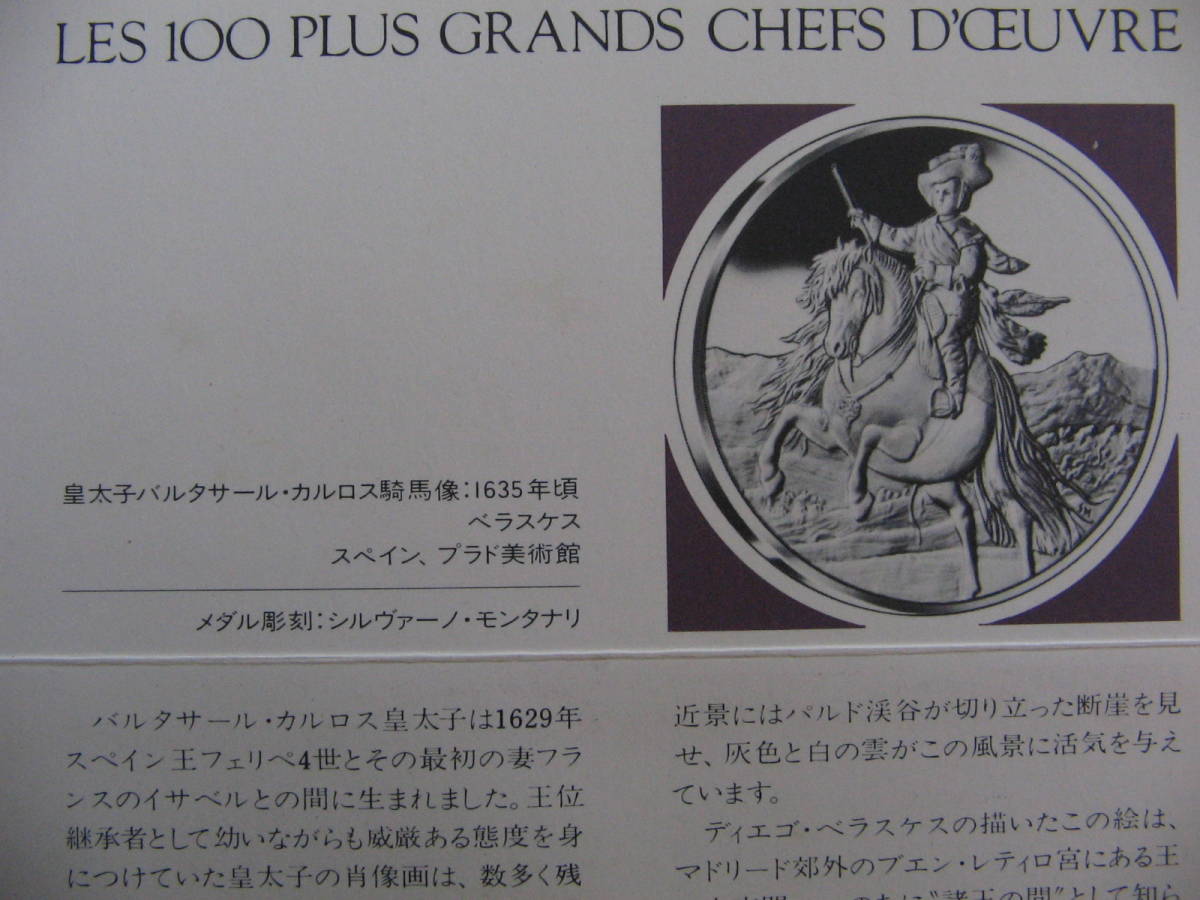 LES 100 PLUS GRANDS CHEFS D'ŒUVRE
皇太子バルタサール・カルロス騎馬像：1635年頃
ベラスケス
スペイン、プラド美術館
メダル彫刻：シルヴァーノ・モンタナリ
バルタサール・カルロス皇太子は1629年
スペイン王フェリペ4世とその最初の妻フラ
ンスのイサベルとの間に生まれました。王位
継承者として幼いながらも威厳ある態度を身
につけていた皇太子の肖像画は、数多く残
近景にはパルド渓谷が切り立った断崖を見
せ、灰色と白の雲がこの風景に活気を与え
ています。
ディエゴ・ベラスケスの描いたこの絵は、
マドリード郊外のブエン・レティロ宮にある王
"諸王の間"として知ら